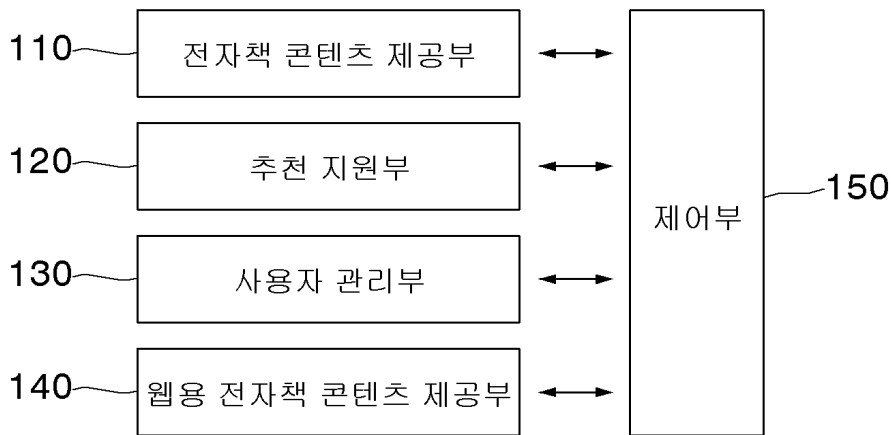 110 전자책 콘텐츠 제공부
120 추천 지원부
130 사용자 관리부
140 웹용 전자책 콘텐츠 제공부
제어부 150